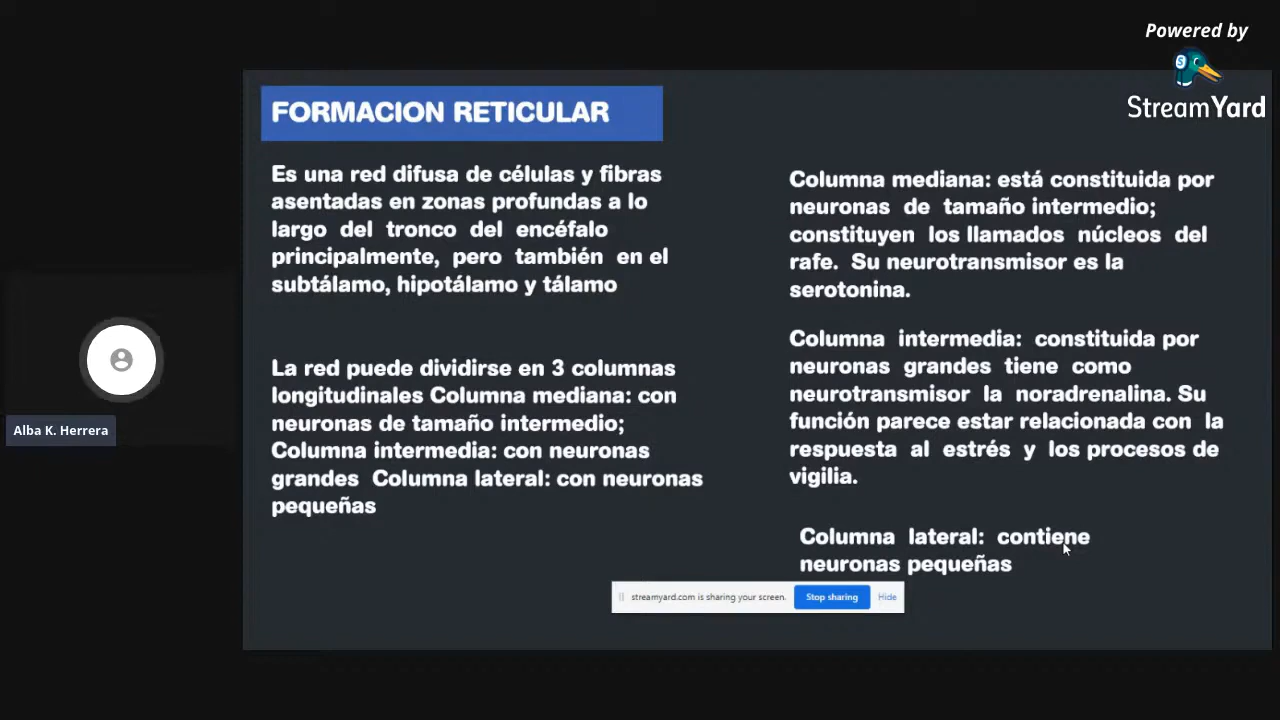 Powered by
StreamYard
FORMACION RETICULAR
Es una red difusa de células y fibras
asentadas en zonas profundas a lo
largo del tronco del encéfalo
principalmente, pero también en el
subtálamo, hipotálamo y tálamo
La red puede dividirse en 3 columnas
longitudinales Columna mediana: con
neuronas de tamaño intermedio;
Columna intermedia: con neuronas
grandes Columna lateral: con neuronas
pequeñas
Columna mediana: está constituida por
neuronas de tamaño intermedio;
constituyen los llamados núcleos del
rafe. Su neurotransmisor es la
serotonina.
Columna intermedia: constituida por
neuronas grandes tiene como
neurotransmisor la noradrenalina. Su
función parece estar relacionada con la
respuesta al estrés y los procesos de
vigilia.
Columna lateral: contiene
neuronas pequeñas
streamyard.com is sharing your screen.
Stop sharing
Hide
Alba K. Herrera